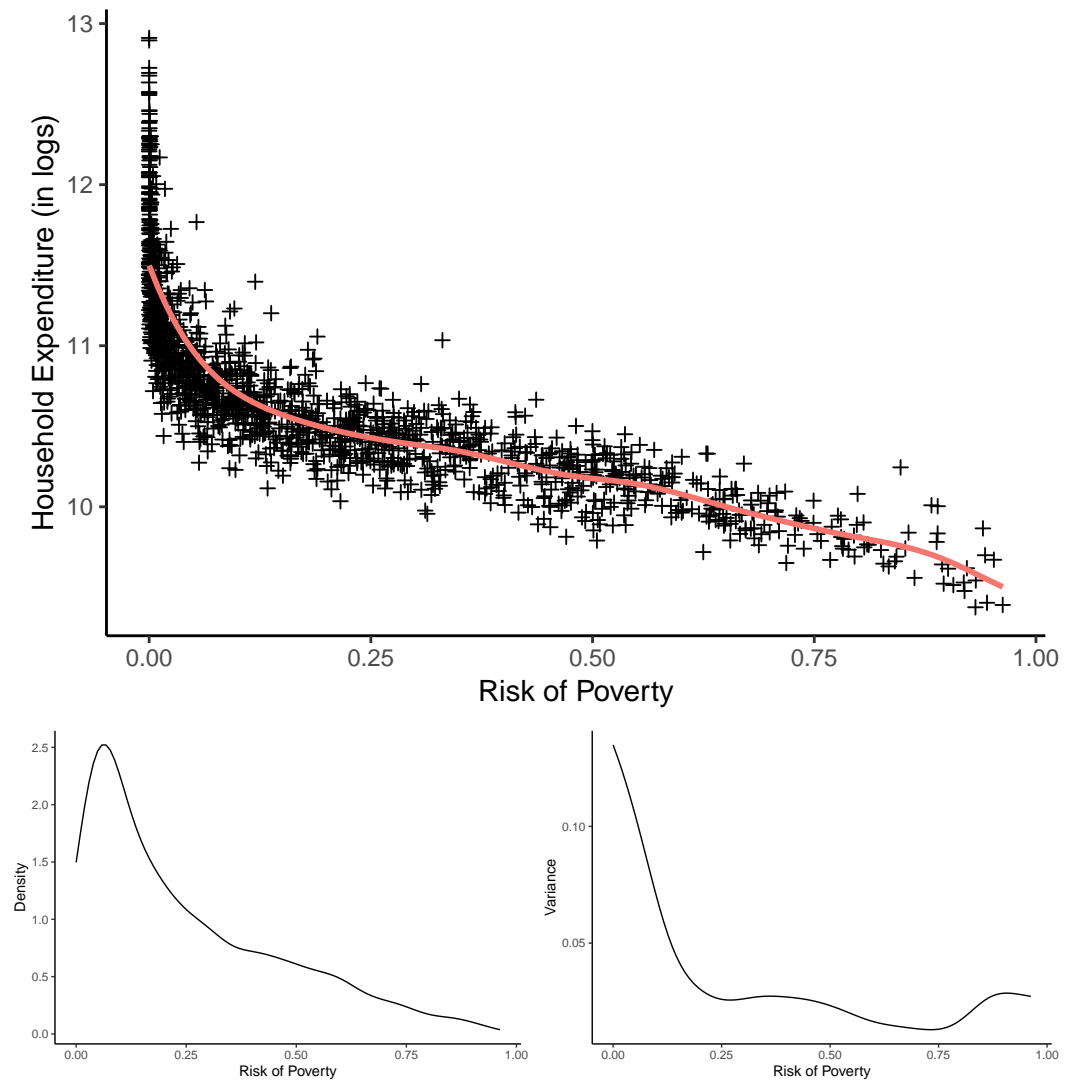 13
12
11
10
Household Expenditure (in logs)
0.00 0.25 0.50 0.75 1.00
Risk of Poverty
2.5
2.0
1.5
1.0
0.5
0.0
Density
0.00 0.25 0.50 0.75 1.00
Risk of Poverty
0.10
0.05
Variance
0.00 0.25 0.50 0.75 1.00
Risk of Poverty